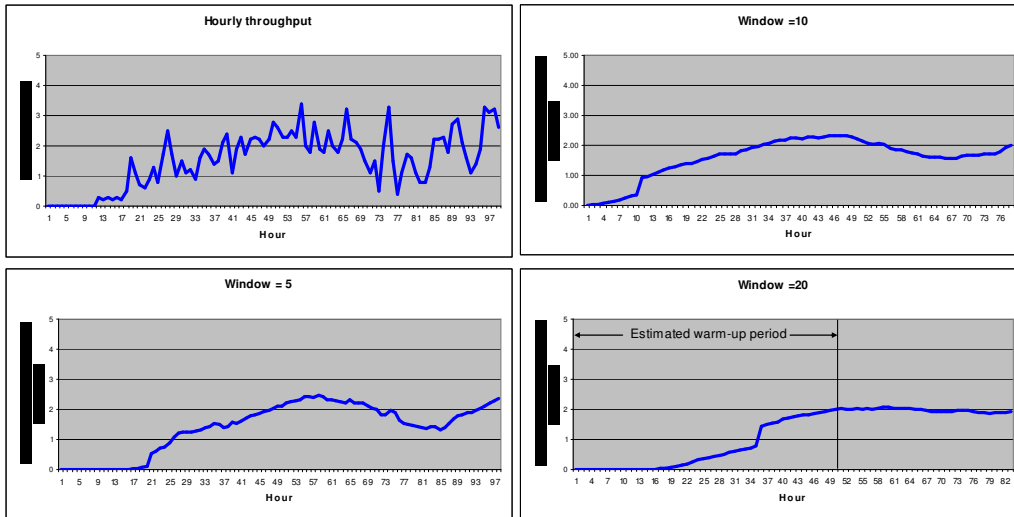 Hourly throughput
5
4
3
2
1
0
1 5 9 13 17 21 25 29 33 37 41 45 49 53 57 61 65 69 73 77 81 85 89 93 97
Hour
Window =10
5.00
4.00
3.00
2.00
1.00
0.00
1 4 7 10 13 16 19 22 25 28 31 34 37 40 43 46 49 52 55 58 61 64 67 70 73 76
Hour
Window = 5
5
4
3
2
1
0
1 5 9 13 17 21 25 29 33 37 41 45 49 53 57 61 65 69 73 77 81 85 89 93 97
Hour
Window =20
5
4
3
2
1
0
Estimated warm-up period
1 4 7 10 13 16 19 22 25 28 31 34 37 40 43 46 49 52 55 58 61 64 67 70 73 76 79 82
Hour